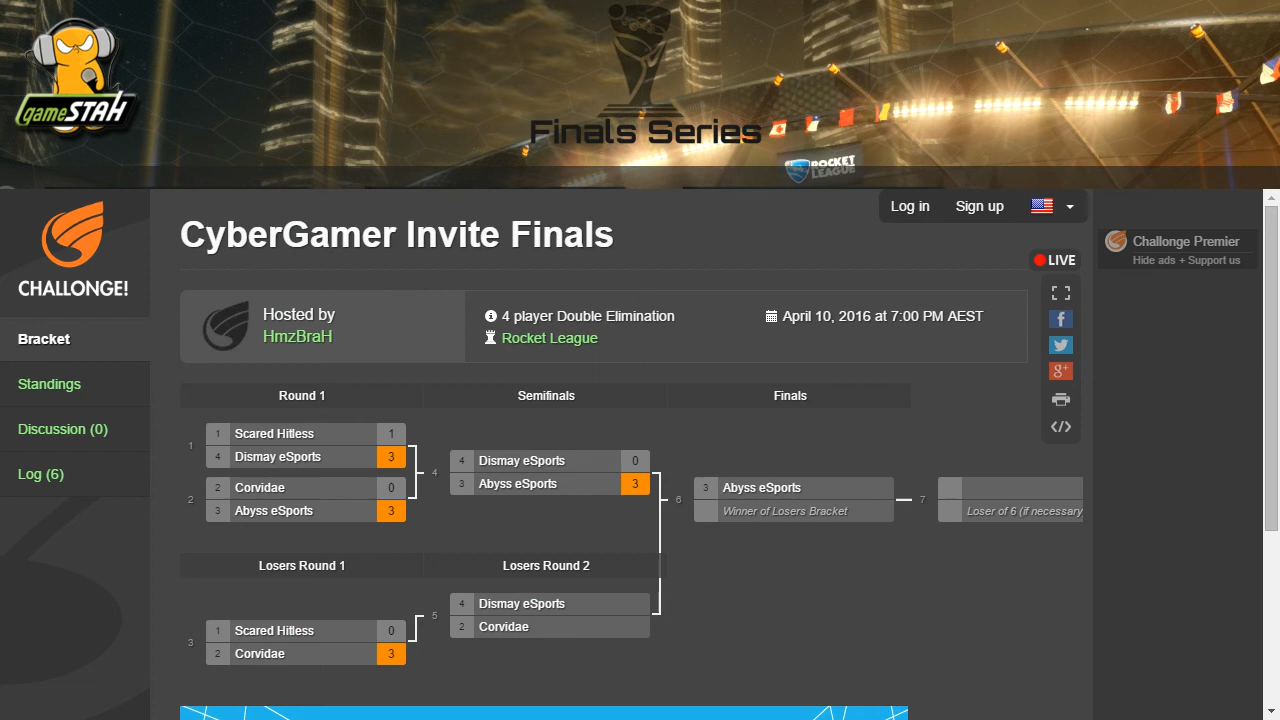 gameSTAH
Finals Series
ROCKET
LEAGUE
CHALLONGE!
Bracket
Standings
Discussion (0)
Log (6)
Log in
Sign up
CyberGamer Invite Finals
LIVE
Challonge Premier
Hide ads + Support us
Hosted by
HmzBraH
4 player Double Elimination
Rocket League
April 10, 2016 at 7:00 PM AEST
Round 1 Semifinals Finals
1
1 Scared Hitless 1
4 Dismay eSports 3
2
2 Corvidae 0
3 Abyss eSports 3
4
4 Dismay eSports 0
3 Abyss eSports 3
6
3 Abyss eSports
Winner of Losers Bracket
7
Loser of 6 (if necessary
Losers Round 1 Losers Round 2
3
1 Scared Hitless 0
2 Corvidae 3
5
4 Dismay eSports
2 Corvidae